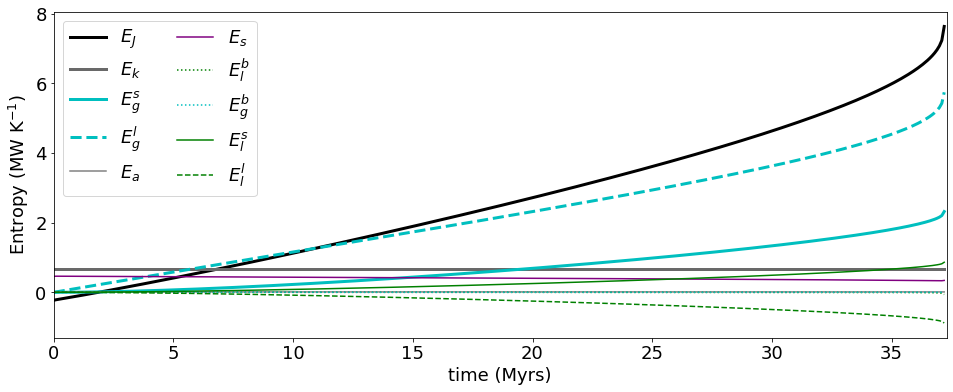 8
6
4
2
0
Entropy (MW K⁻¹)
E_J
E_k
E_g^s
E_g^l
E_a
E_s
E_l^b
E_g^b
E_l^s
E_l^l
0 5 10 15 20 25 30 35
time (Myrs)